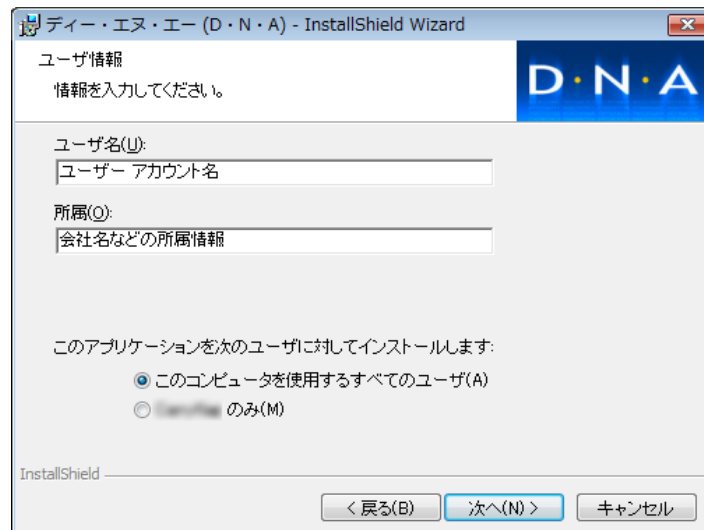 ディー・エヌ・エー (D・N・A) - InstallShield Wizard
ユーザ情報
情報を入力してください。
D・N・A
ユーザ名(U):
ユーザー アカウント名
所属(O):
会社名などの所属情報
このアプリケーションを次のユーザに対してインストールします:
このコンピュータを使用するすべてのユーザ(A)
のみ(M)
InstallShield
< 戻る(B)
次へ(N) >
キャンセル